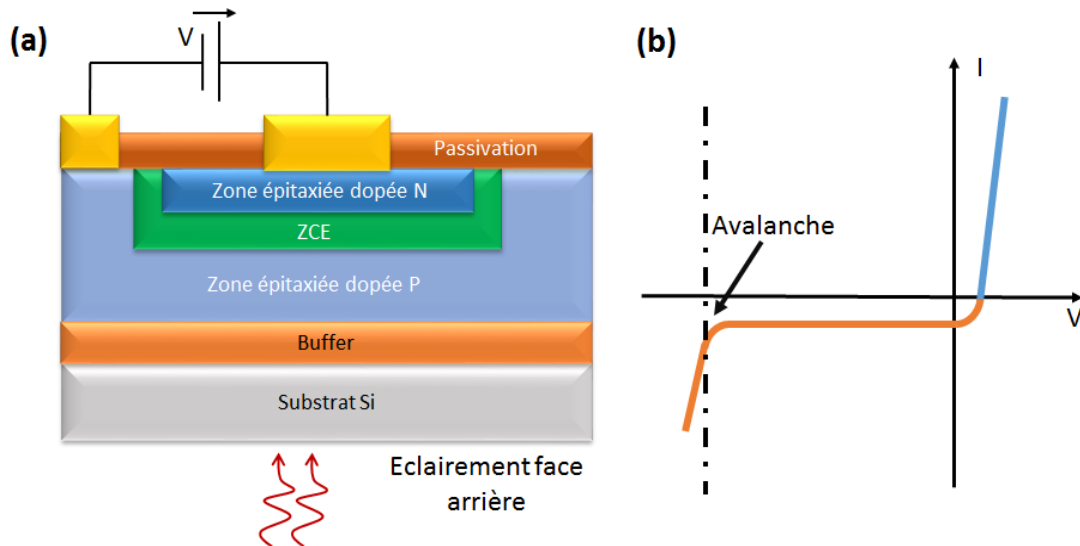 (a)
V
Passivation
Zone épitaxiée dopée N
ZCE
Zone épitaxiée dopée P
Buffer
Substrat Si
Eclairement face
arrière
(b)
I
Avalanche
V